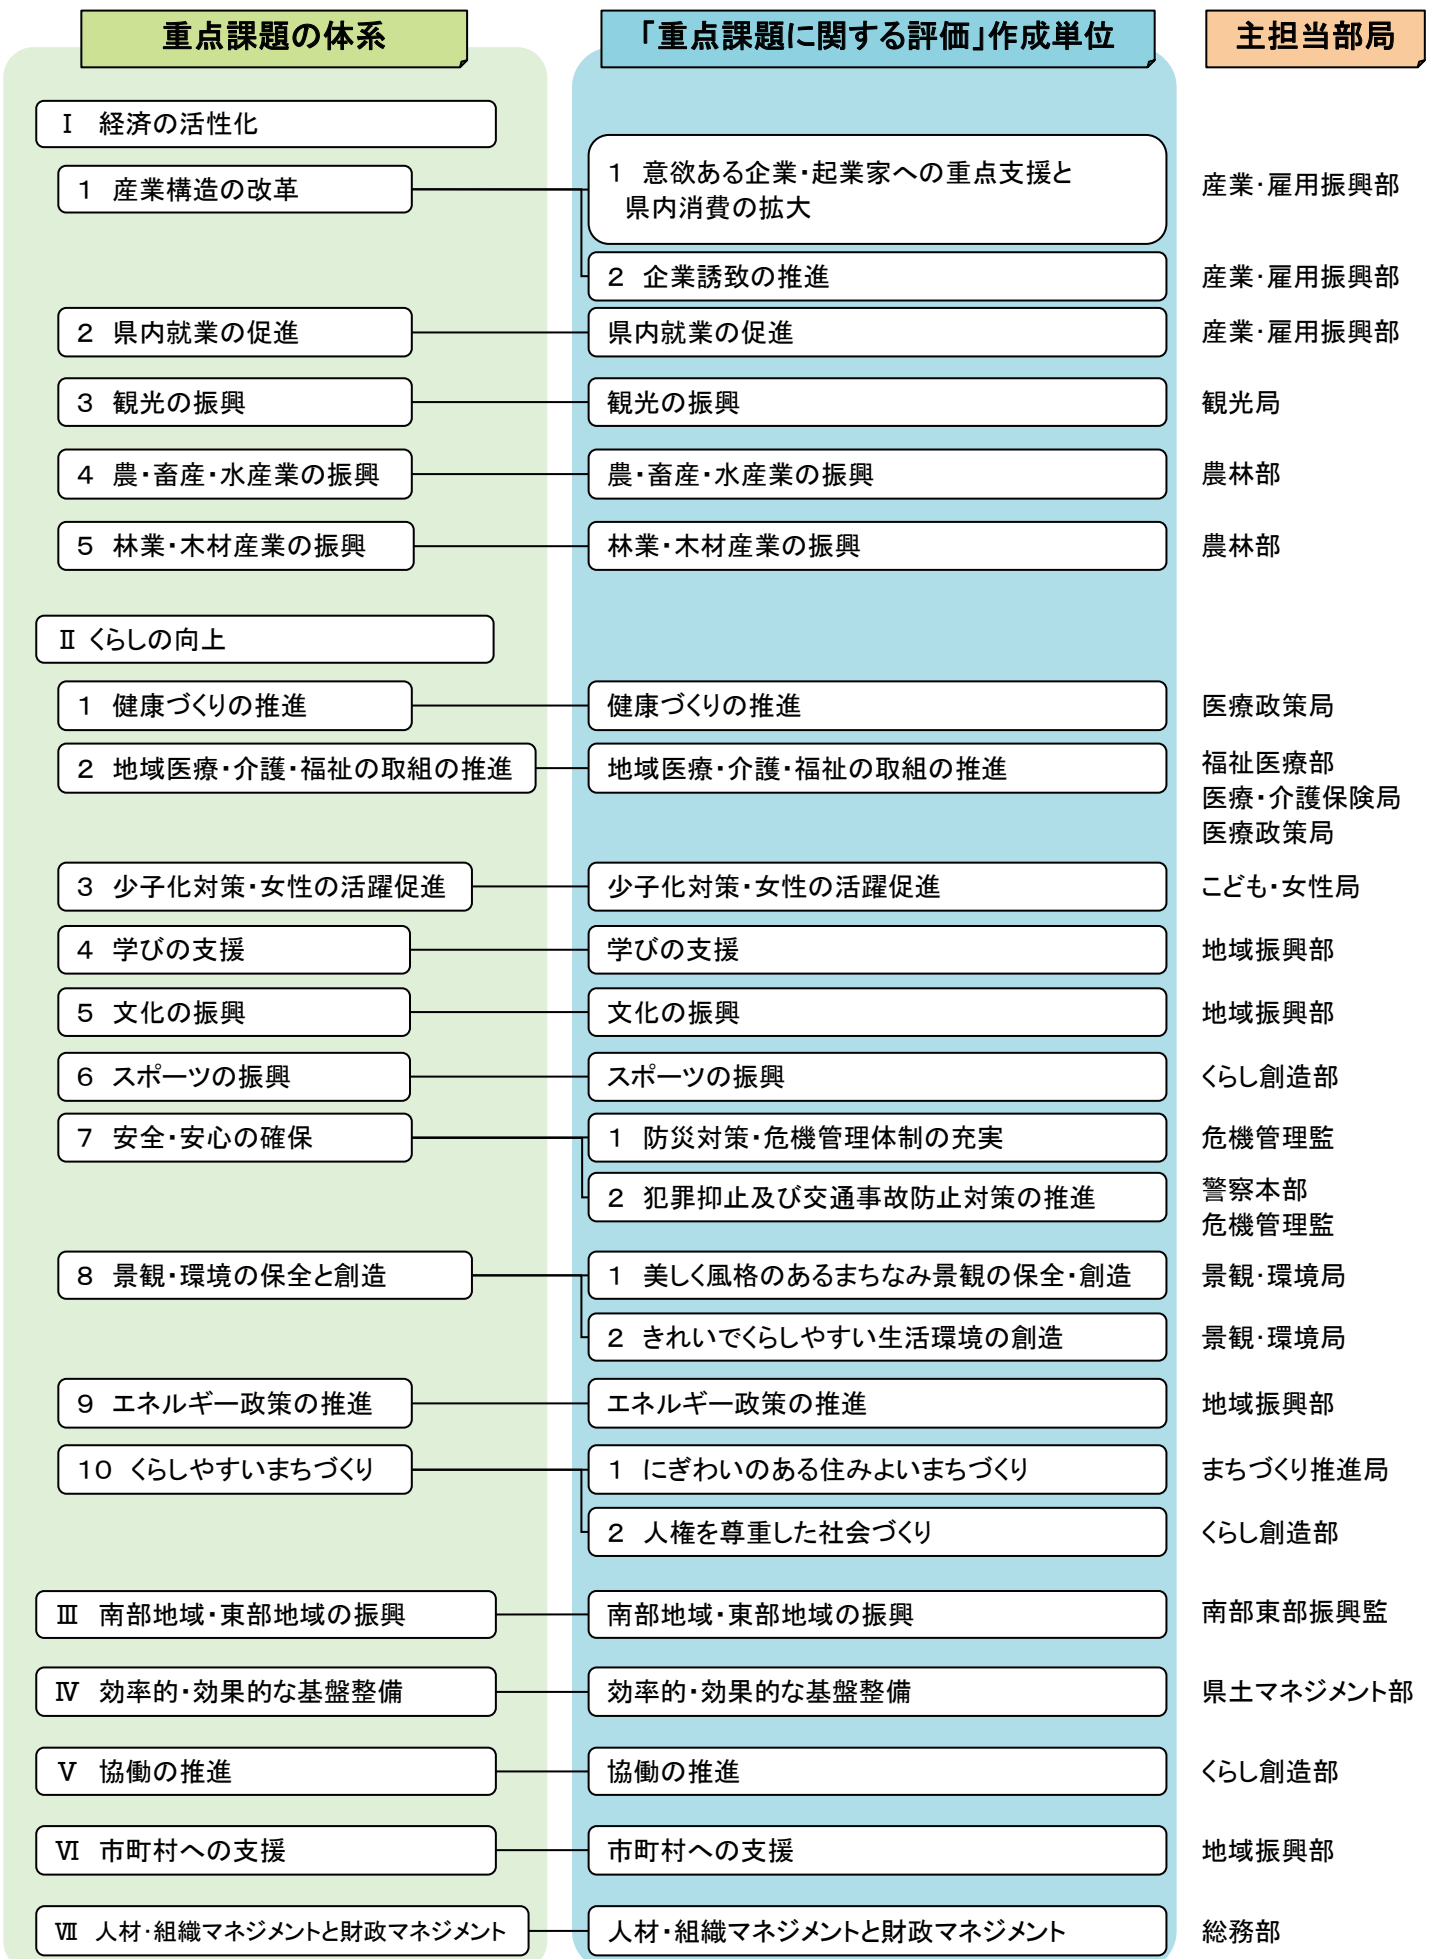 重点課題の体系 「重点課題に関する評価」作成単位 主担当部局
Ⅰ 経済の活性化
1 産業構造の改革 1 意欲ある企業・起業家への重点支援と 産業・雇用振興部
県内消費の拡大
2 企業誘致の推進 産業・雇用振興部
2 県内就業の促進 県内就業の促進 産業・雇用振興部
3 観光の振興 観光の振興 観光局
4 農・畜産・水産業の振興 農・畜産・水産業の振興 農林部
5 林業・木材産業の振興 林業・木材産業の振興 農林部
Ⅱ くらしの向上
1 健康づくりの推進 健康づくりの推進 医療政策局
2 地域医療・介護・福祉の取組の推進 地域医療・介護・福祉の取組の推進 福祉医療部
医療・介護保険局
医療政策局
3 少子化対策・女性の活躍促進 少子化対策・女性の活躍促進 こども・女性局
4 学びの支援 学びの支援 地域振興部
5 文化の振興 文化の振興 地域振興部
6 スポーツの振興 スポーツの振興 くらし創造部
7 安全・安心の確保 1 防災対策・危機管理体制の充実 危機管理監
2 犯罪抑止及び交通事故防止対策の推進 警察本部
危機管理監
8 景観・環境の保全と創造 1 美しく風格のあるまちなみ景観の保全・創造 景観・環境局
2 きれいでくらしやすい生活環境の創造 景観・環境局
9 エネルギー政策の推進 エネルギー政策の推進 地域振興部
10 くらしやすいまちづくり 1 にぎわいのある住みよいまちづくり まちづくり推進局
2 人権を尊重した社会づくり くらし創造部
Ⅲ 南部地域・東部地域の振興 南部地域・東部地域の振興 南部東部振興監
Ⅳ 効率的・効果的な基盤整備 効率的・効果的な基盤整備 県土マネジメント部
Ⅴ 協働の推進 協働の推進 くらし創造部
Ⅵ 市町村への支援 市町村への支援 地域振興部
Ⅶ 人材・組織マネジメントと財政マネジメント 人材・組織マネジメントと財政マネジメント 総務部